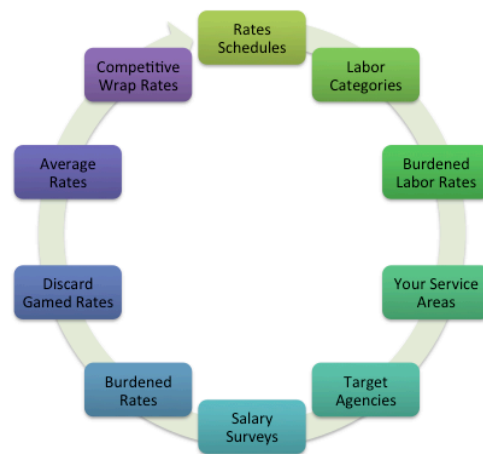 Rates
Schedules
Labor
Categories
Burdened
Labor Rates
Your Service
Areas
Target
Agencies
Salary
Surveys
Burdened
Rates
Discard
Gamed Rates
Average
Rates
Competitive
Wrap Rates